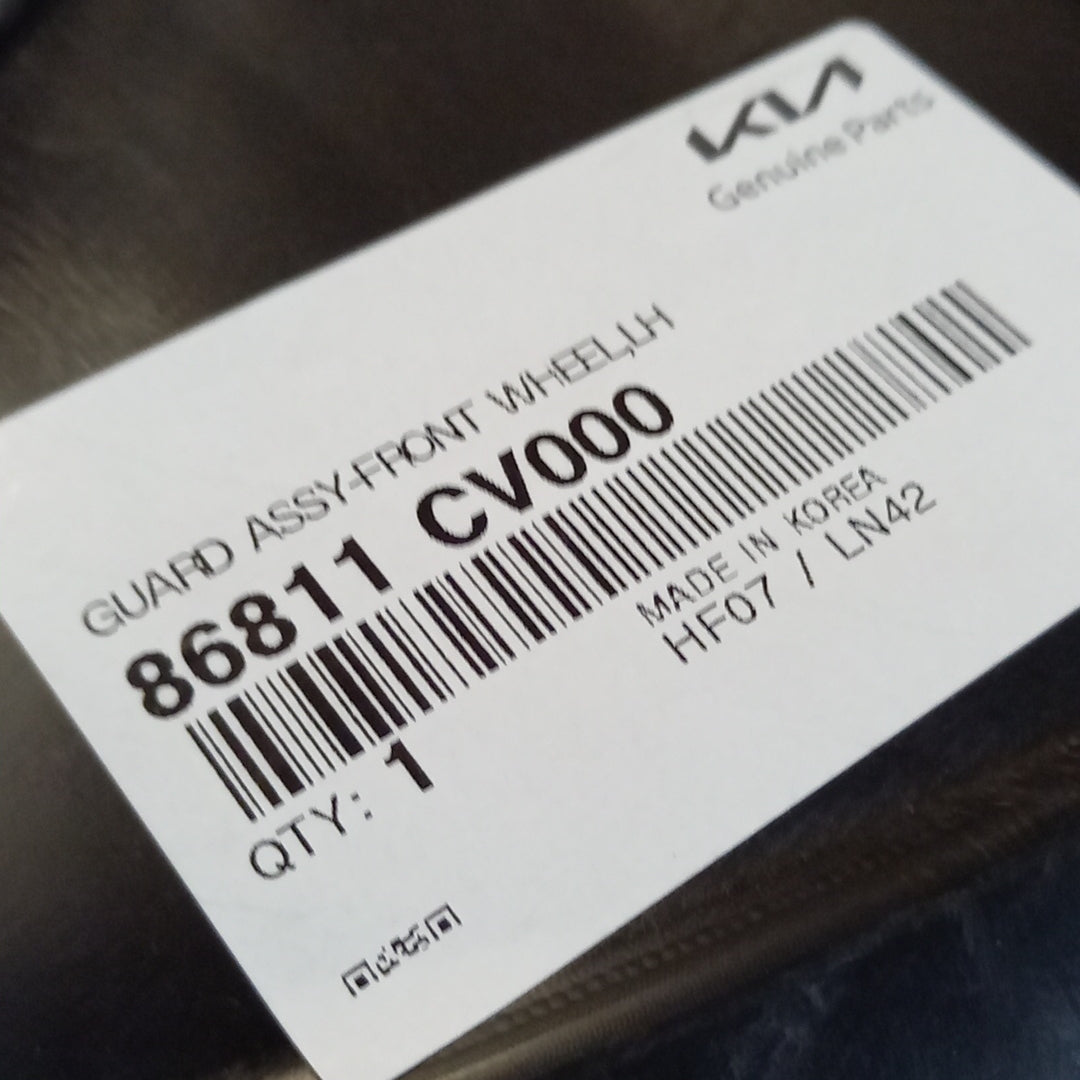 KIA
Genuine Parts
GUARD ASSY-FRONT WHEEL,LH
86811 CV000
MADE IN KOREA
HF07 / LN42
QTY: 1